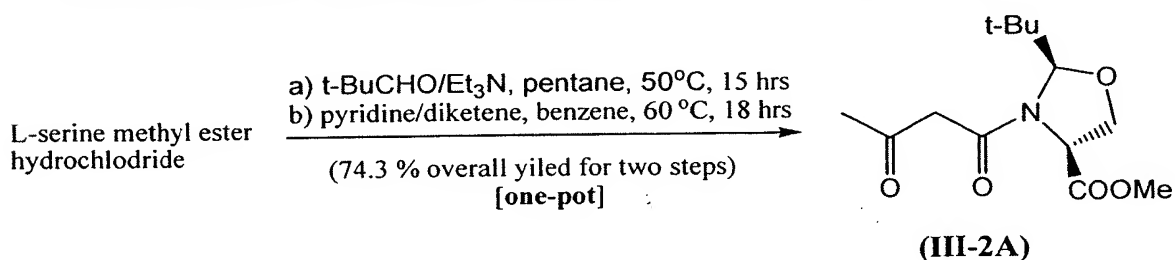 L-serine methyl ester
hydrochlodride
a) t-BuCHO/Et₃N, pentane, 50°C, 15 hrs
b) pyridine/diketene, benzene, 60 °C, 18 hrs
(74.3 % overall yiled for two steps)
[one-pot]
t-Bu
O
N
O
O
COOMe
(III-2A)